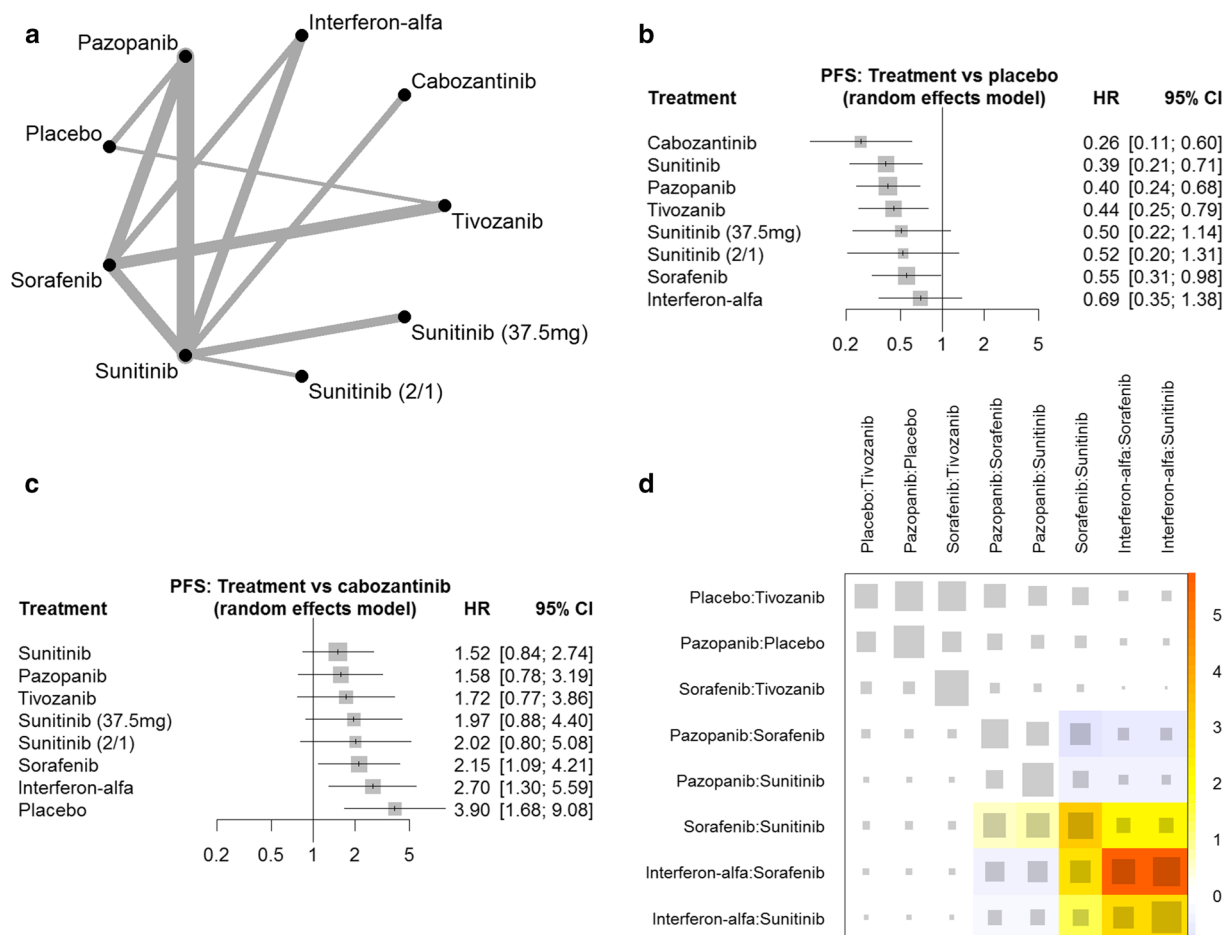 a
Interferon-alfa
Pazopanib
Cabozantinib
Placebo
Tivozanib
Sorafenib
Sunitinib (37.5mg)
Sunitinib
Sunitinib (2/1)
b
PFS: Treatment vs placebo
Treatment (random effects model) HR 95% CI
Cabozantinib 0.26 [0.11; 0.60]
Sunitinib 0.39 [0.21; 0.71]
Pazopanib 0.40 [0.24; 0.68]
Tivozanib 0.44 [0.25; 0.79]
Sunitinib (37.5mg) 0.50 [0.22; 1.14]
Sunitinib (2/1) 0.52 [0.20; 1.31]
Sorafenib 0.55 [0.31; 0.98]
Interferon-alfa 0.69 [0.35; 1.38]
0.2 0.5 1 2 5
c
PFS: Treatment vs cabozantinib
Treatment (random effects model) HR 95% CI
Sunitinib 1.52 [0.84; 2.74]
Pazopanib 1.58 [0.78; 3.19]
Tivozanib 1.72 [0.77; 3.86]
Sunitinib (37.5mg) 1.97 [0.88; 4.40]
Sunitinib (2/1) 2.02 [0.80; 5.08]
Sorafenib 2.15 [1.09; 4.21]
Interferon-alfa 2.70 [1.30; 5.59]
Placebo 3.90 [1.68; 9.08]
0.2 0.5 1 2 5
d
Placebo:Tivozanib
Pazopanib:Placebo
Sorafenib:Tivozanib
Pazopanib:Sorafenib
Pazopanib:Sunitinib
Sorafenib:Sunitinib
Interferon-alfa:Sorafenib
Interferon-alfa:Sunitinib
Placebo:Tivozanib
Pazopanib:Placebo
Sorafenib:Tivozanib
Pazopanib:Sorafenib
Pazopanib:Sunitinib
Sorafenib:Sunitinib
Interferon-alfa:Sorafenib
Interferon-alfa:Sunitinib
5
4
3
2
1
0